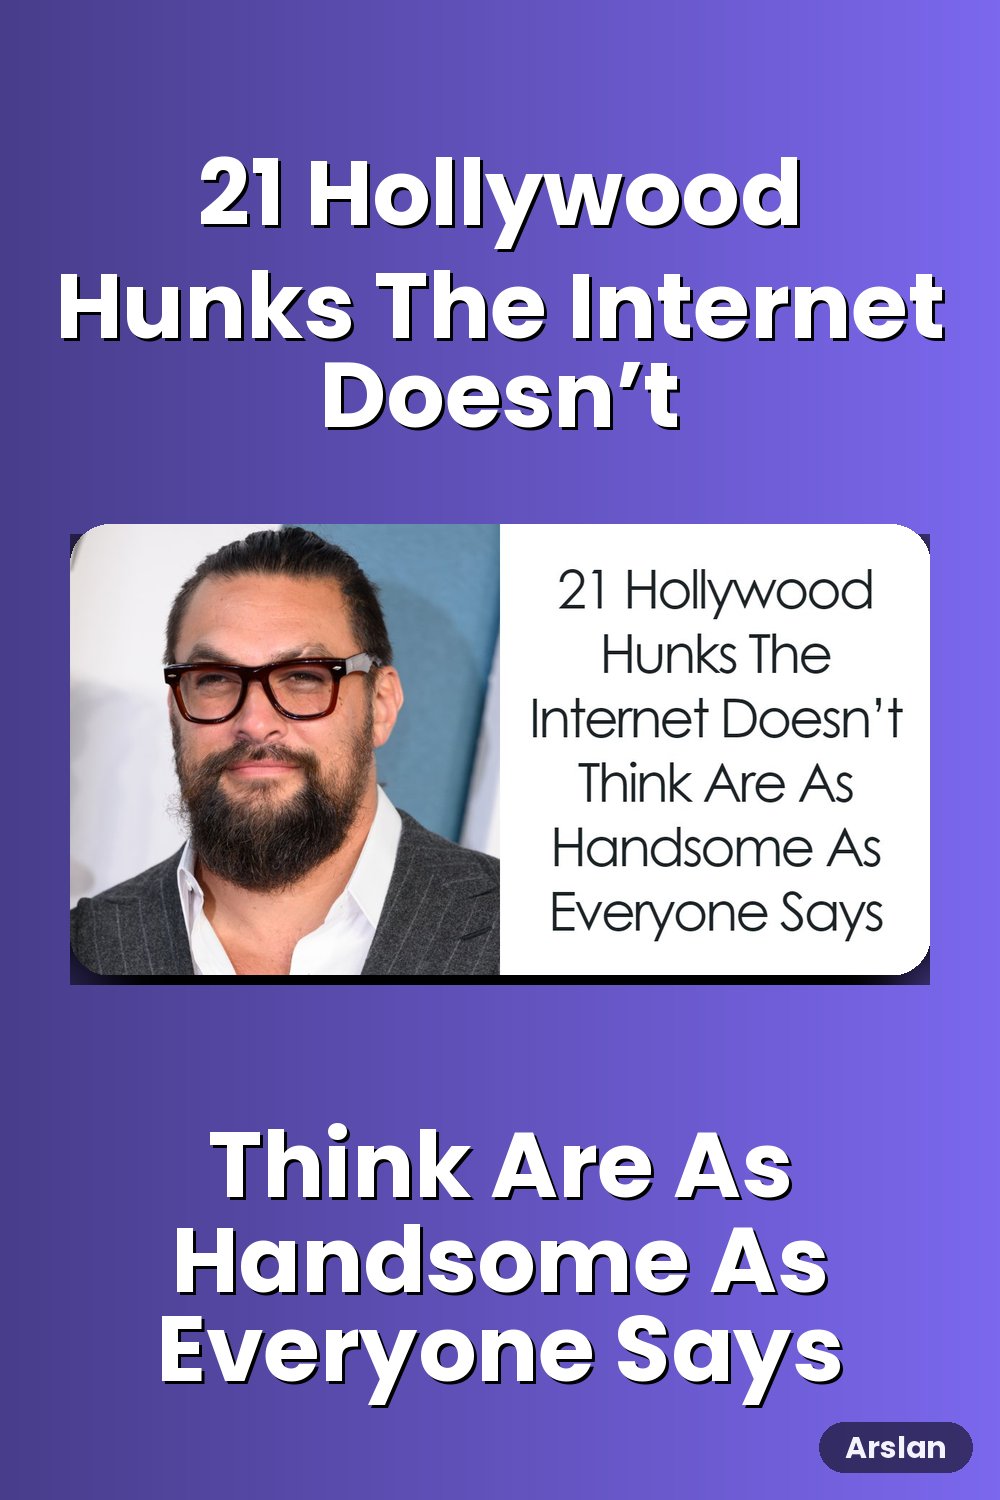 21 Hollywood
Hunks The Internet
Doesn’t
21 Hollywood
Hunks The
Internet Doesn’t
Think Are As
Handsome As
Everyone Says
Think Are As
Handsome As
Everyone Says
Arslan